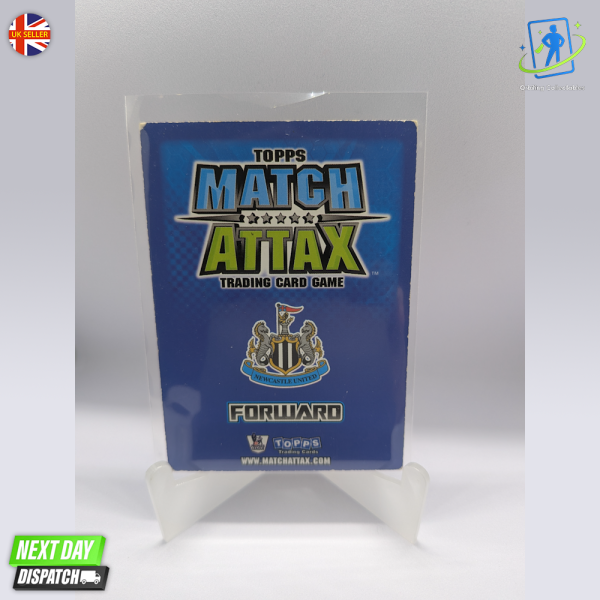 UK SELLER
TOPPS
MATCH
ATTAX
TM
TRADING CARD GAME
NEWCASTLE UNITED
FORWARD
TOPPS
Trading Cards
WWW.MATCHATTAX.COM
NEXT DAY
DISPATCH